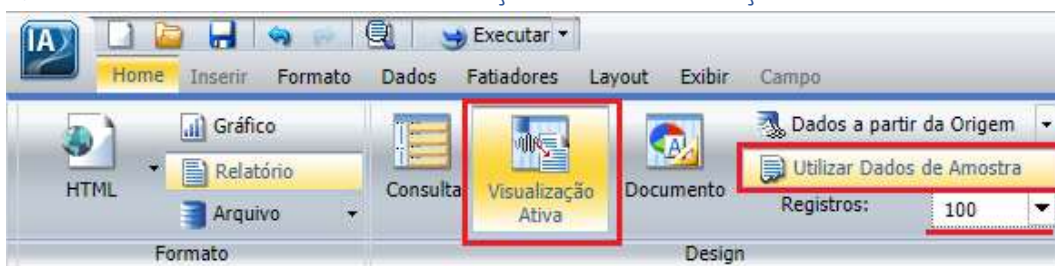 IA
Executar
Home Inserir Formato Dados Fatiadores Layout Exibir Campo
Gráfico
Dados a partir da Origem
Relatório
Utilizar Dados de Amostra
HTML
Consulta
Visualização
Ativa
Documento
Registros: 100
Arquivo
Formato
Design